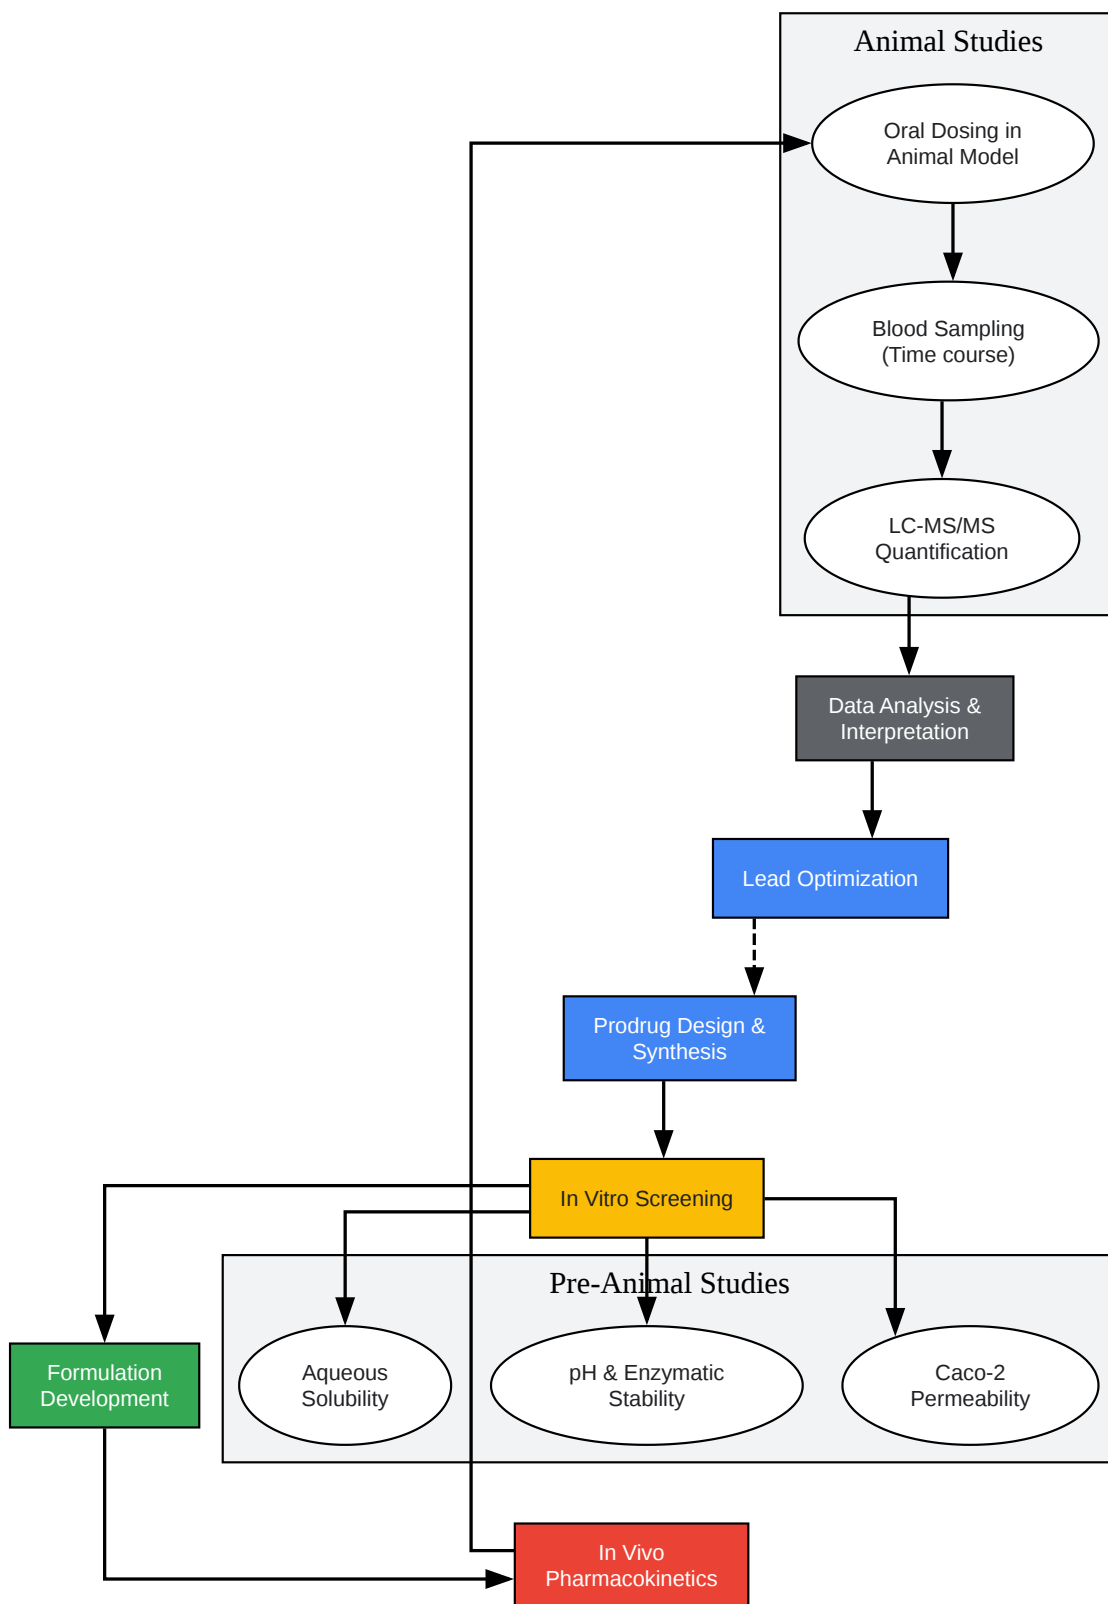 Animal Studies
Oral Dosing in
Animal Model
Blood Sampling
(Time course)
LC-MS/MS
Quantification
Data Analysis &
Interpretation
Lead Optimization
Prodrug Design &
Synthesis
In Vitro Screening
Pre-Animal Studies
Formulation
Development
Aqueous
Solubility
pH & Enzymatic
Stability
Caco-2
Permeability
In Vivo
Pharmacokinetics